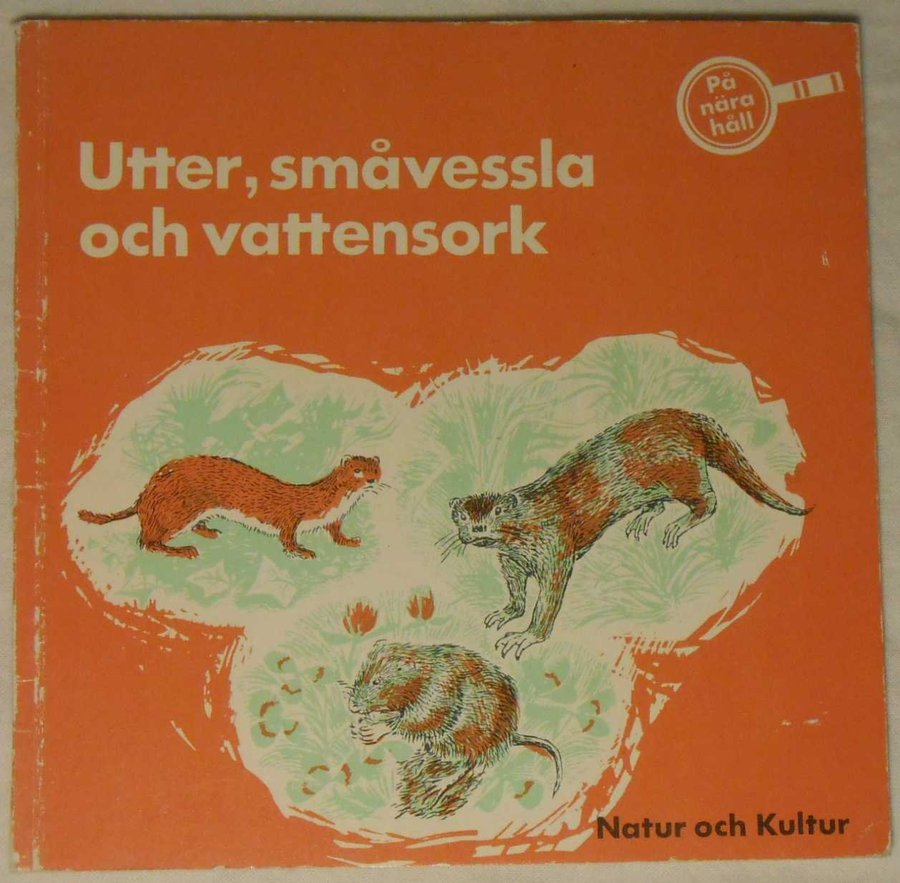 På
nära
håll
Utter, småvessla
och vattensork
Natur och Kultur